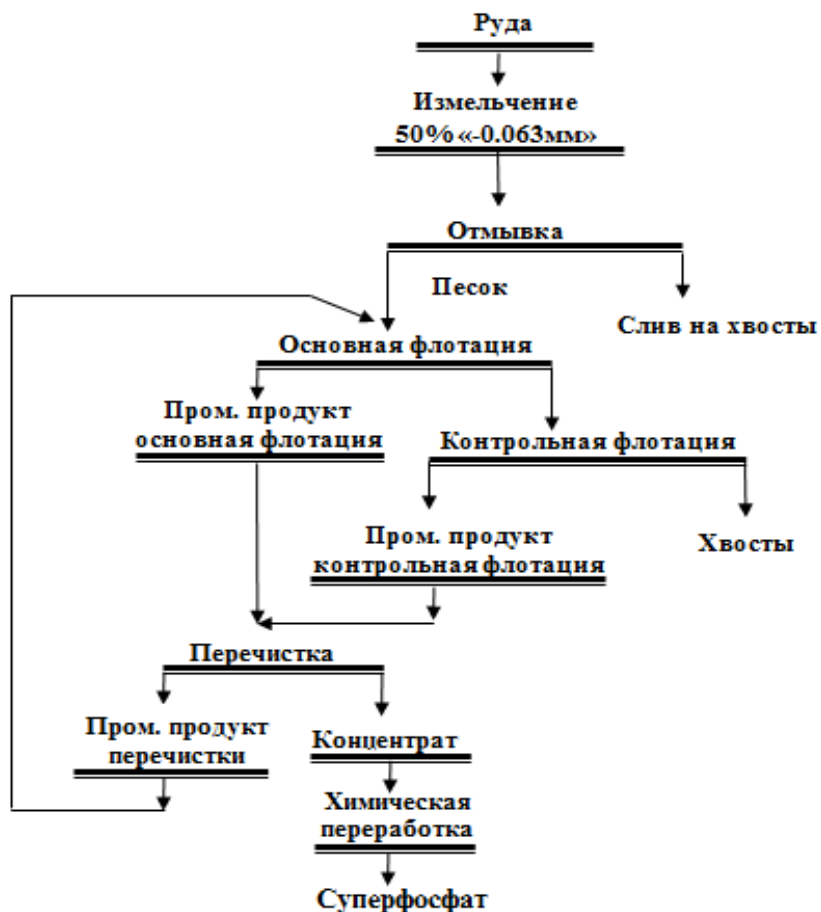 Руда
Измельчение
50%«-0.063мм»
Отмывка
Песок
Слив на хвосты
Основная флотация
Пром. продукт
основная флотация
Контрольная флотация
Пром. продукт
контрольная флотация
Хвосты
Перечистка
Пром. продукт
перечистки
Концентрат
Химическая
переработка
Суперфосфат